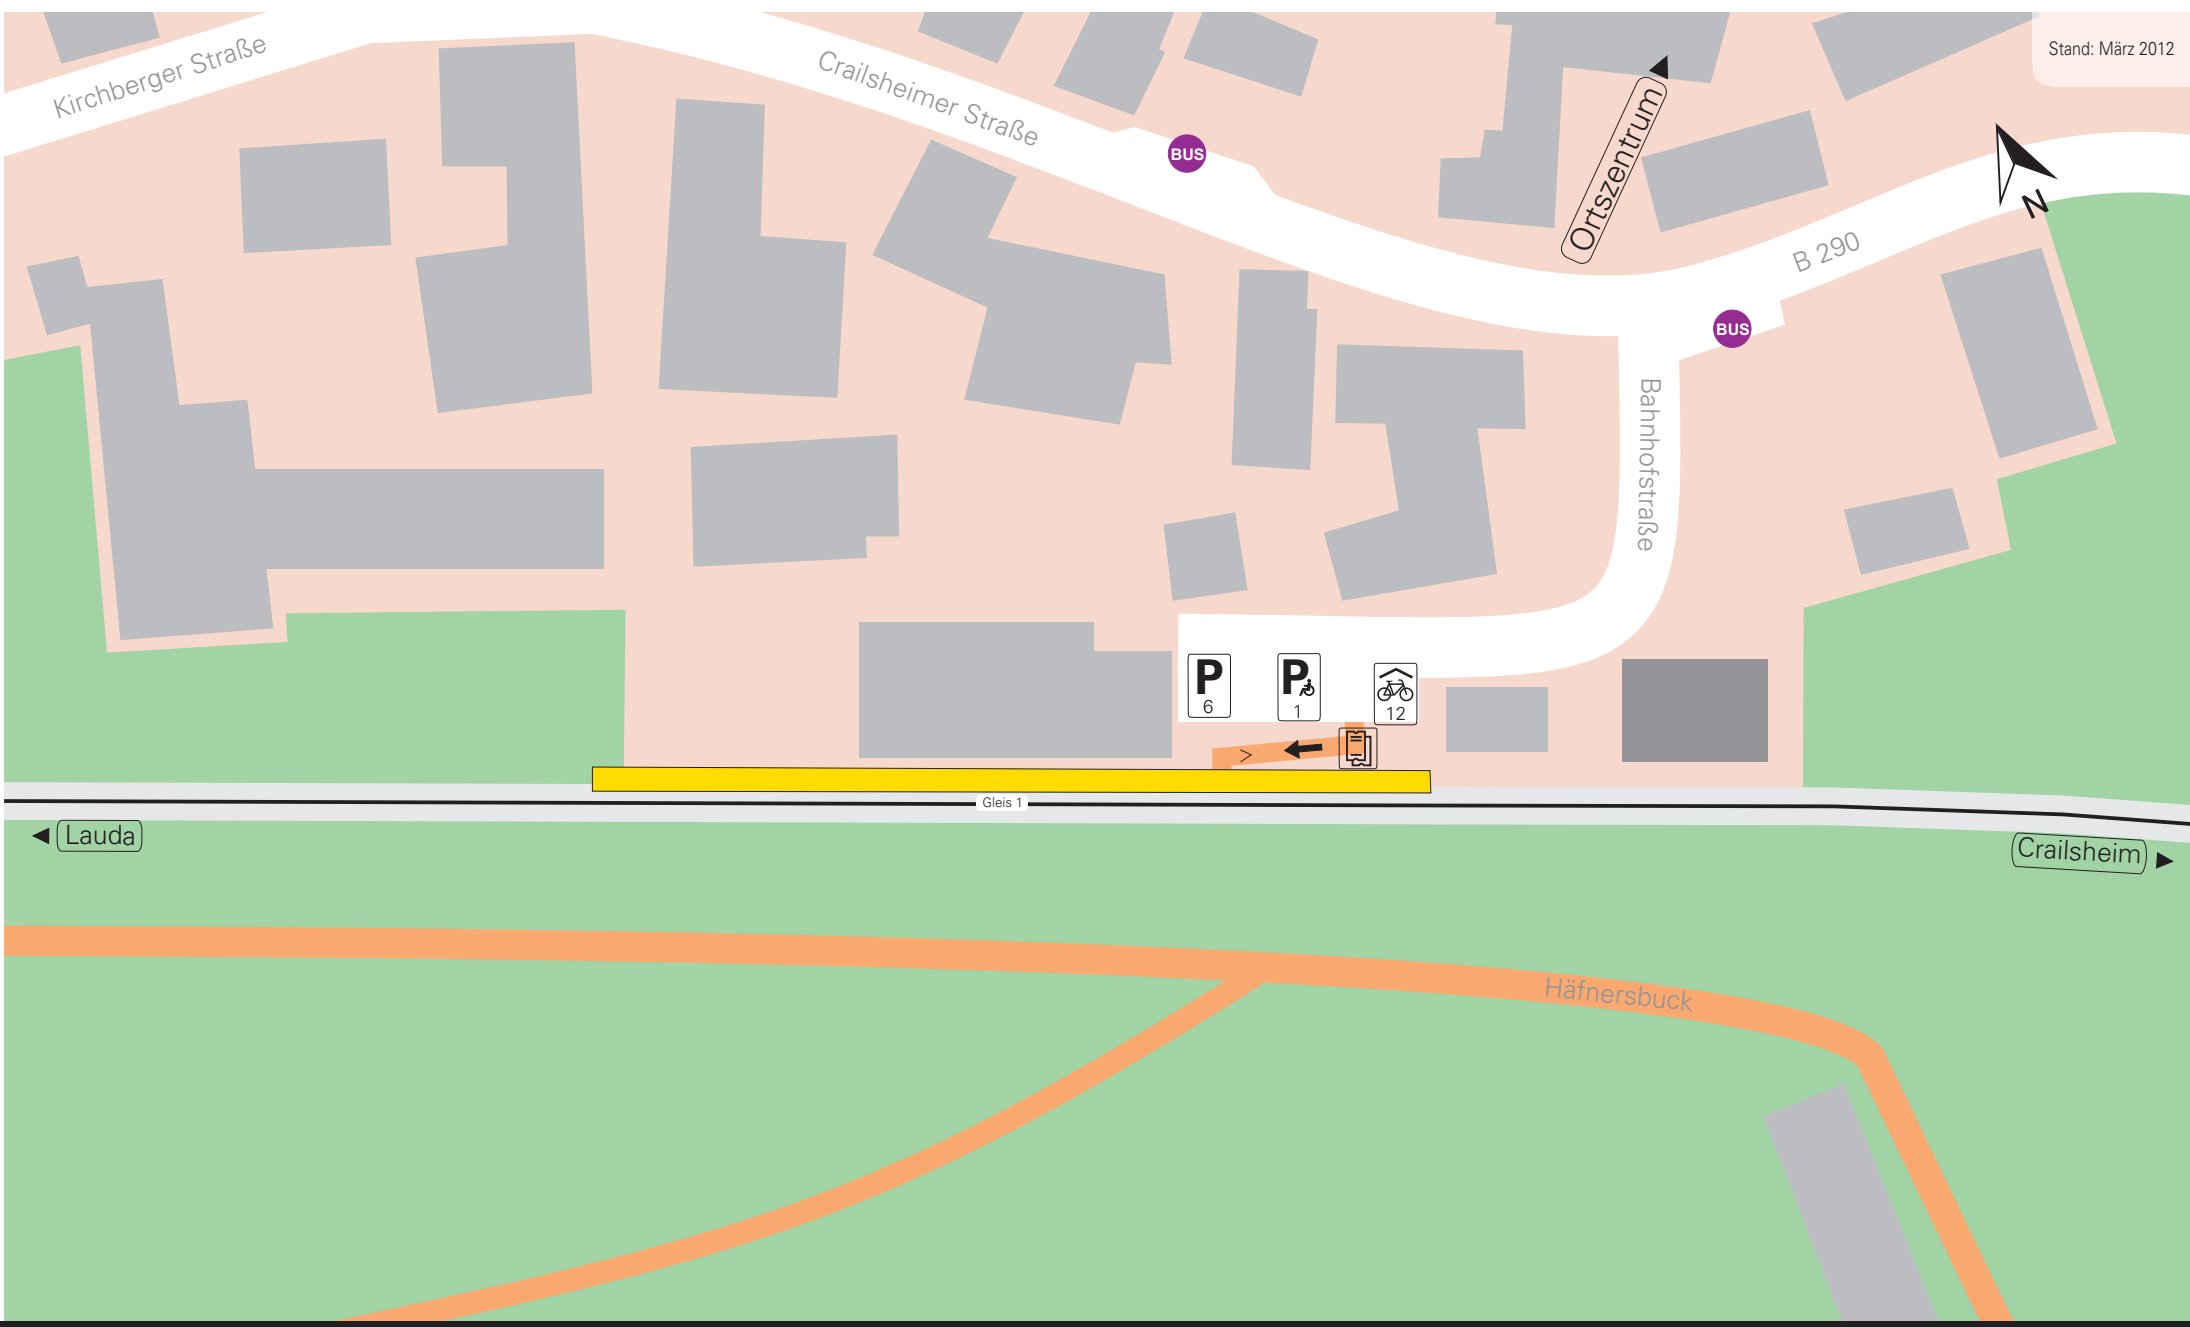 Stand: März 2012
Kirchberger Straße
Crailsheimer Straße
Ortszentrum
BUS
N
B 290
BUS
Bahnhofstraße
P
6
P
1
12
>
Gleis 1
Lauda
Crailsheim
Häfnersbuck